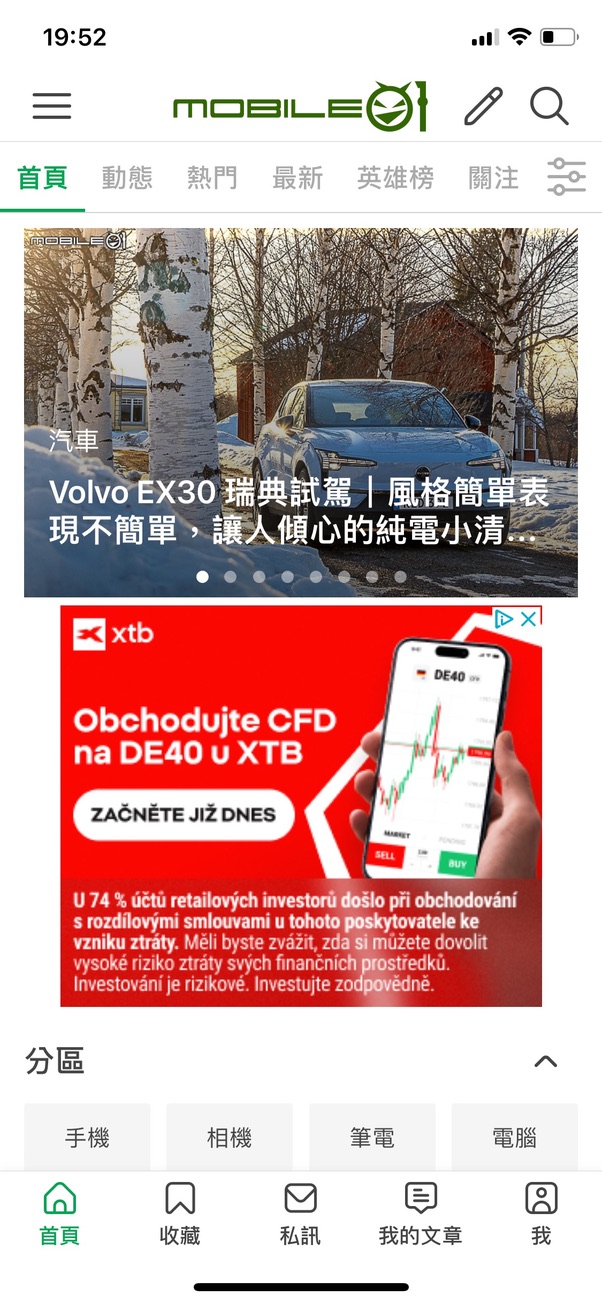 19:52
MOBILE01
首頁 動態 熱門 最新 英雄榜 關注
MOBILE01
汽車
Volvo EX30 瑞典試駕｜風格簡單表
現不簡單，讓人傾心的純電小清...
xtb
DE40
Obchodujte CFD
na DE40 u XTB
ZAČNĚTE JIŽ DNES
MARKET
SELL
BUY
U 74 % účtů retailových investorů došlo při obchodování
s rozdílovými smlouvami u tohoto poskytovatele ke
vzniku ztráty. Měli byste zvážit, zda si můžete dovolit
vysoké riziko ztráty svých finančních prostředků.
Investování je rizikové. Investujte zodpovědně.
分區
手機 相機 筆電 電腦
首頁 收藏 私訊 我的文章 我